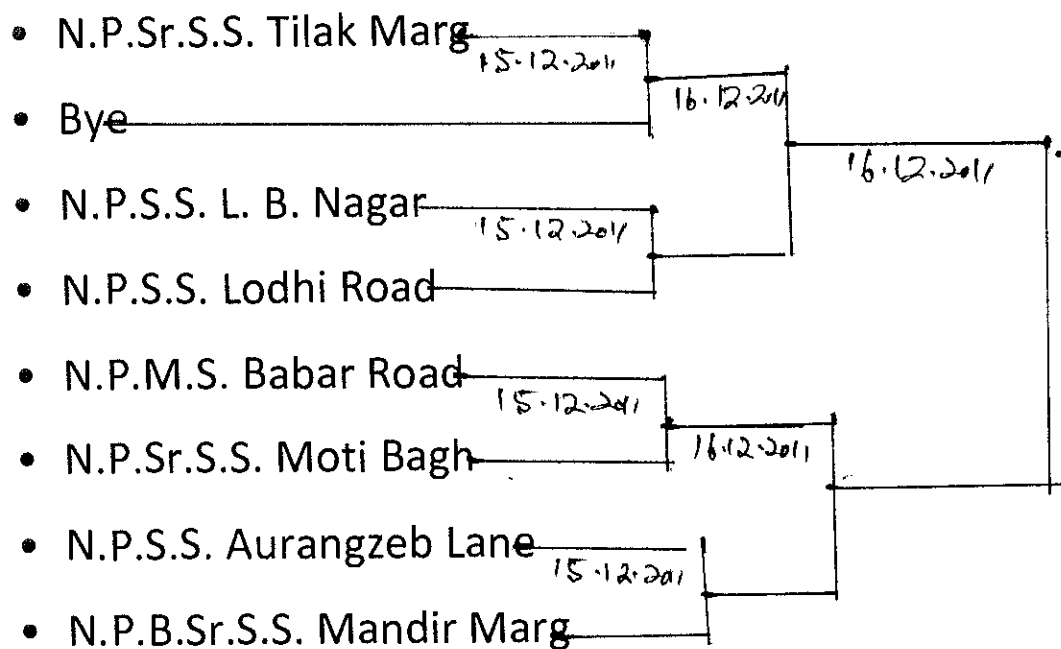 • N.P.Sr.S.S. Tilak Marg
15.12.2011
16.12.2011
• Bye
16.12.2011
• N.P.S.S. L. B. Nagar
15.12.2011
• N.P.S.S. Lodhi Road
• N.P.M.S. Babar Road
15.12.2011
• N.P.Sr.S.S. Moti Bagh
16.12.2011
• N.P.S.S. Aurangzeb Lane
15.12.2011
• N.P.B.Sr.S.S. Mandir Marg